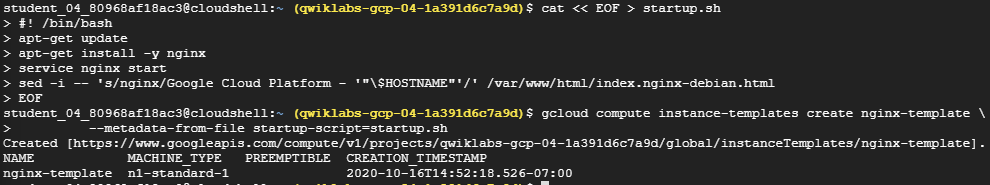 student_04_80968af18ac3@cloudshell:~ (qwiklabs-gcp-04-1a391d6c7a9d)$ cat << EOF > startup.sh
> #! /bin/bash
> apt-get update
> apt-get install -y nginx
> service nginx start
> sed -i -- 's/nginx/Google Cloud Platform - '"\$HOSTNAME"'/' /var/www/html/index.nginx-debian.html
> EOF
student_04_80968af18ac3@cloudshell:~ (qwiklabs-gcp-04-1a391d6c7a9d)$ gcloud compute instance-templates create nginx-template \
>         --metadata-from-file startup-script=startup.sh
Created [https://www.googleapis.com/compute/v1/projects/qwiklabs-gcp-04-1a391d6c7a9d/global/instanceTemplates/nginx-template].
NAME            MACHINE_TYPE   PREEMPTIBLE  CREATION_TIMESTAMP
nginx-template  n1-standard-1               2020-10-16T14:52:18.526-07:00